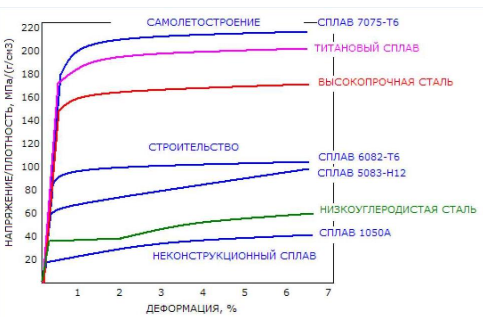 НАПРЯЖЕНИЕ/ПЛОТНОСТЬ, МПа/(г/см3)
220
200
180
160
140
120
100
80
60
40
20
САМОЛЕТОСТРОЕНИЕ
СПЛАВ 7075-Т6
ТИТАНОВЫЙ СПЛАВ
ВЫСОКОПРОЧНАЯ СТАЛЬ
СТРОИТЕЛЬСТВО
СПЛАВ 6082-Т6
СПЛАВ 5083-Н12
НИЗКОУГЛЕРОДИСТАЯ СТАЛЬ
СПЛАВ 1050А
НЕКОНСТРУКЦИОННЫЙ СПЛАВ
1 2 3 4 5 6 7
ДЕФОРМАЦИЯ, %